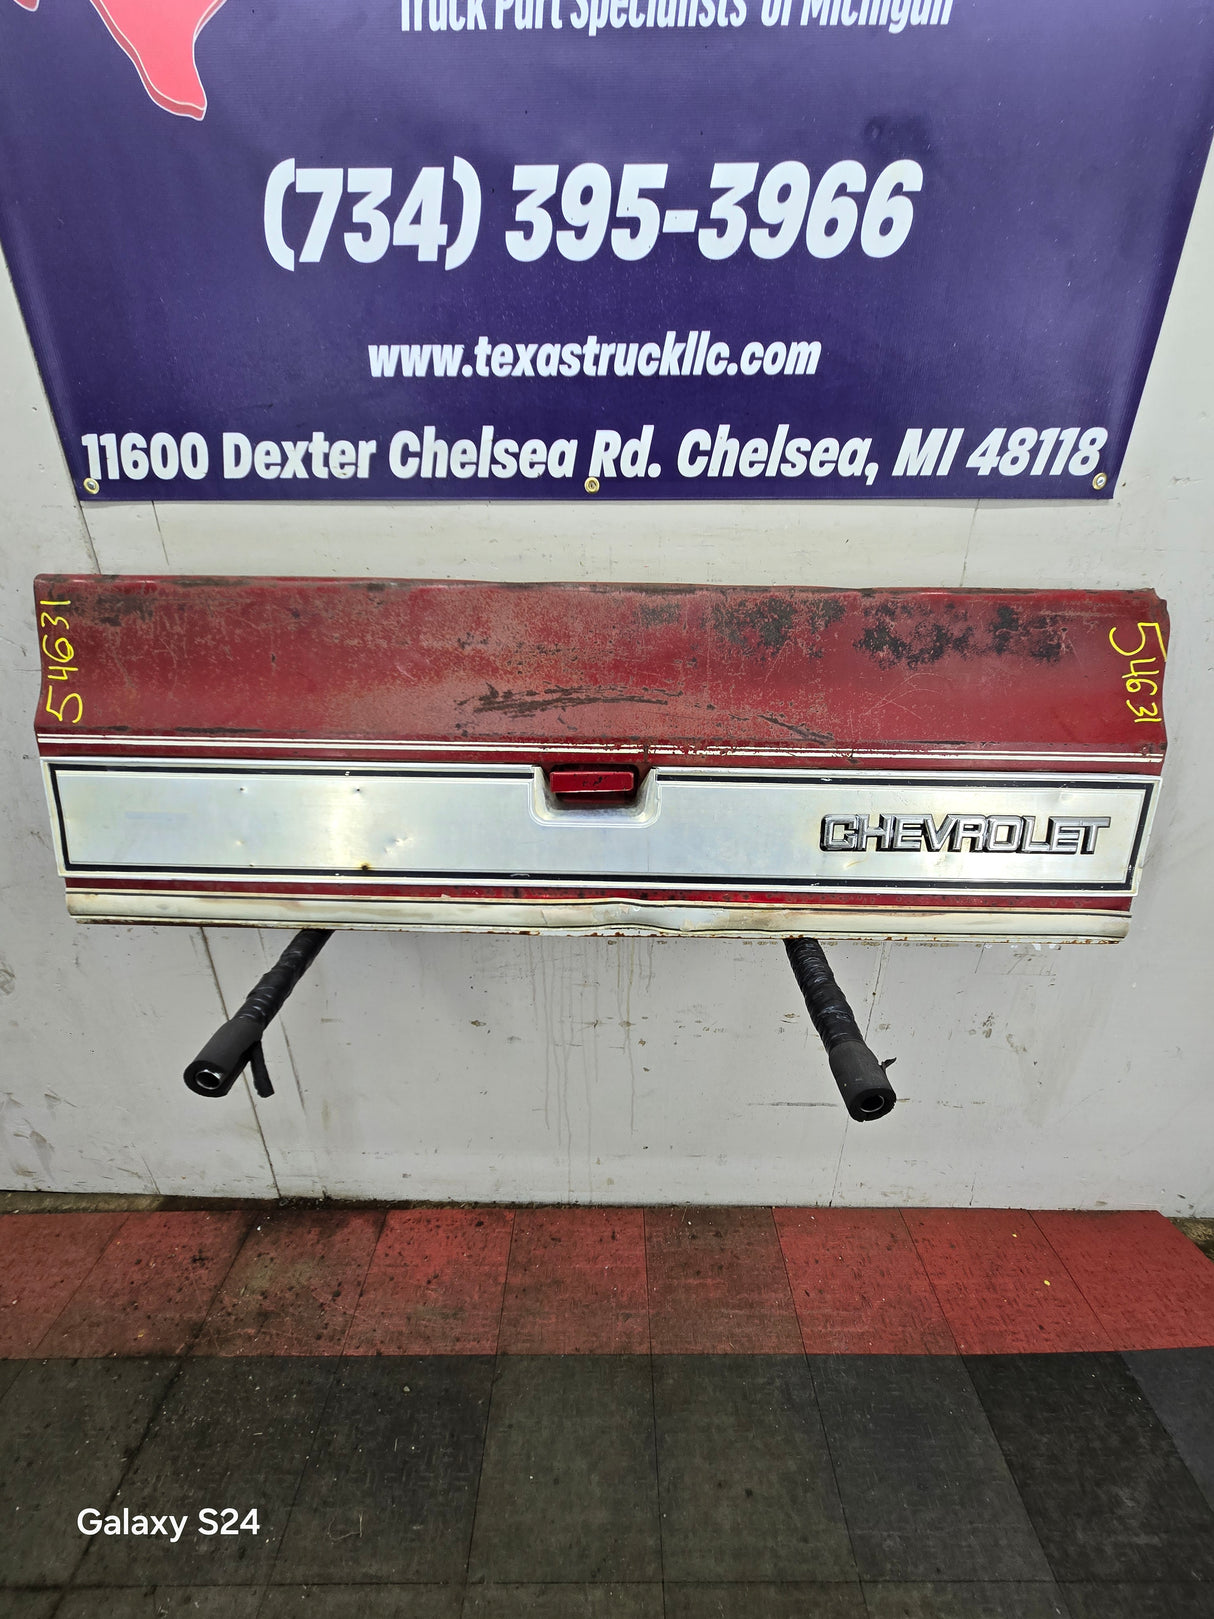 Truck Part Specialists of Michigan
(734) 395-3966
www.texastruckllc.com
11600 Dexter Chelsea Rd. Chelsea, MI 48118
54631
54631
CHEVROLET
Galaxy S24